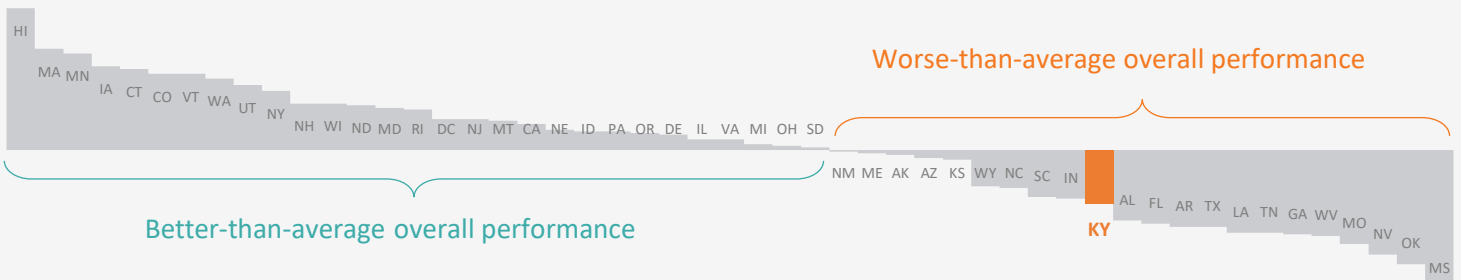 HI
MA MN IA CT CO VT WA UT NY NH WI ND MD RI DC NJ MT CA NE ID PA OR DE IL VA MI OH SD
Worse-than-average overall performance
NM ME AK AZ KS WY NC SC IN KY AL FL AR TX LA TN GA WV MO NV OK MS
Better-than-average overall performance